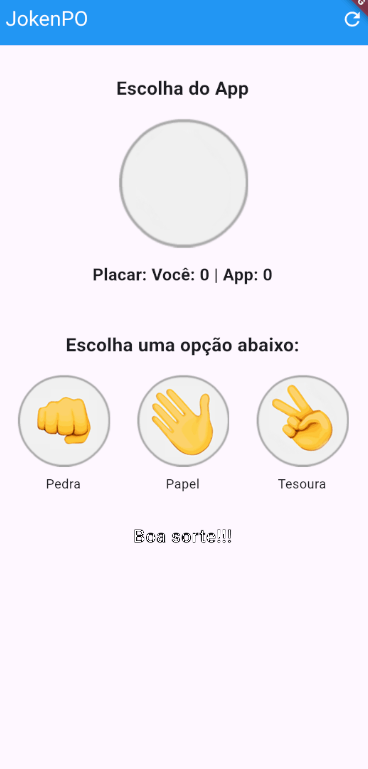 JokenPO
Escolha do App
Placar: Você: 0 | App: 0
Escolha uma opção abaixo:
Pedra Papel Tesoura
Boa sorte!!!